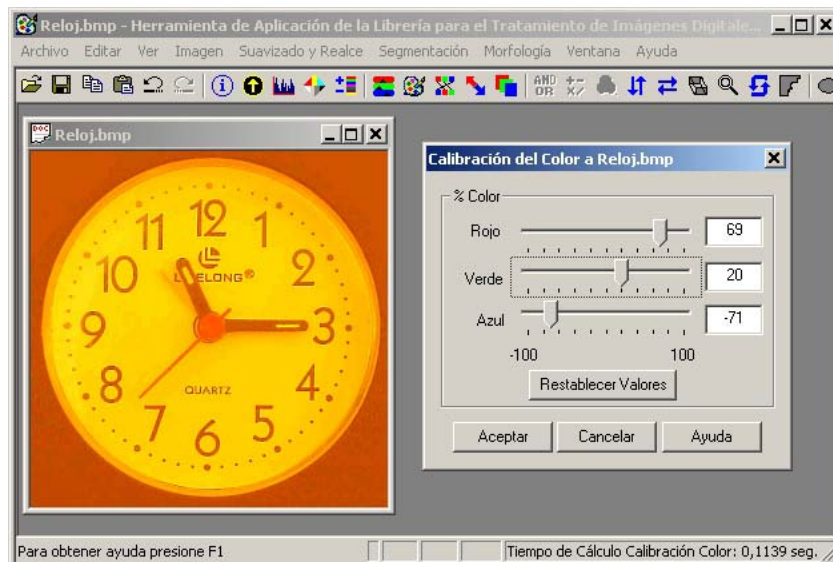 Reloj.bmp - Herramienta de Aplicación de la Librería para el Tratamiento de Imágenes Digitale...
Archivo Editar Ver Imagen Suavizado y Realce Segmentación Morfología Ventana Ayuda
AND
OR
Reloj.bmp
12
11 1
10 2
LIFELONG®
9 3
8 4
QUARTZ
7 5
6
Calibración del Color a Reloj.bmp
% Color
Rojo 69
Verde 20
Azul -71
-100 100
Restablecer Valores
Aceptar Cancelar Ayuda
Para obtener ayuda presione F1
Tiempo de Cálculo Calibración Color: 0,1139 seg.